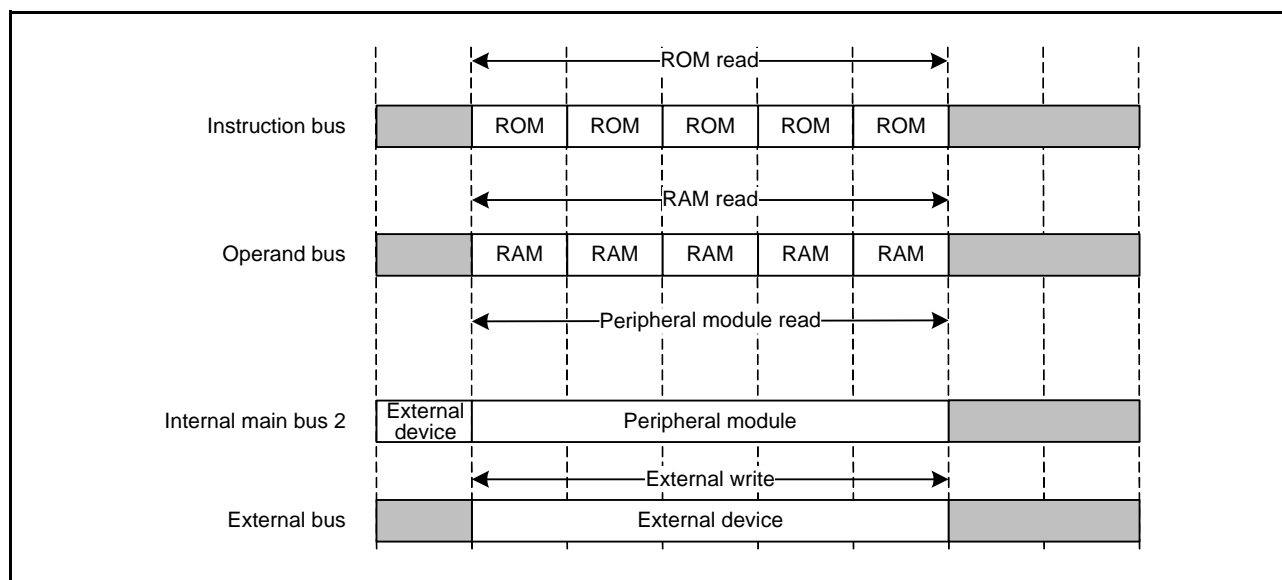 ROM read
Instruction bus ROM ROM ROM ROM ROM
RAM read
Operand bus RAM RAM RAM RAM RAM
Peripheral module read
Internal main bus 2 External device Peripheral module
External write
External bus External device